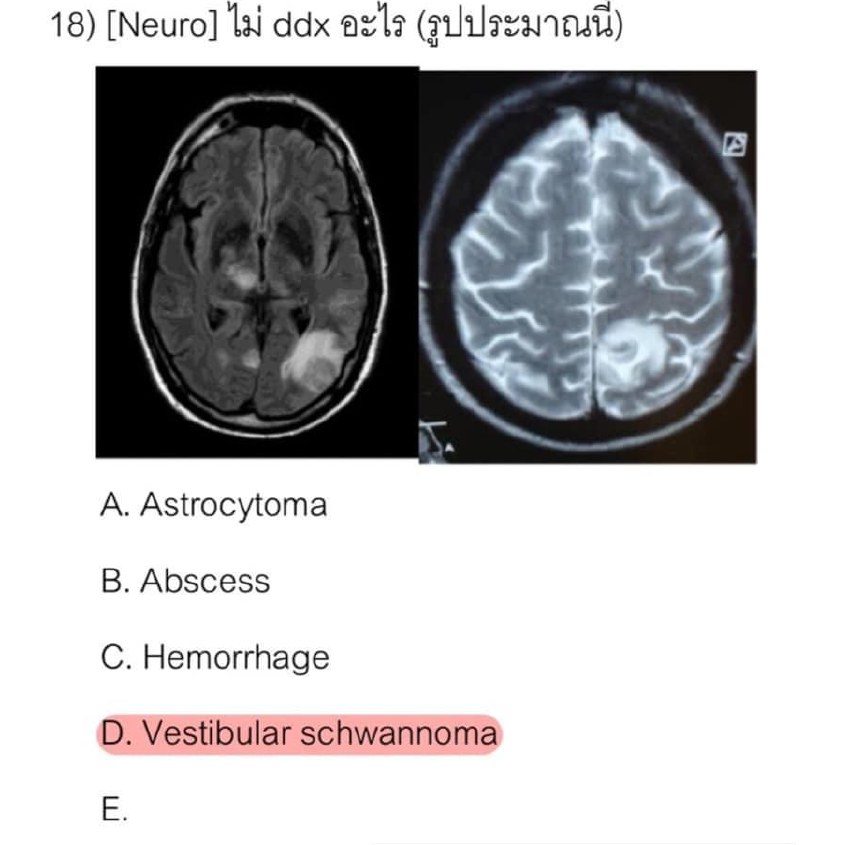 18) [Neuro] ไม่ ddx อะไร (รูปประมาณนี้)
A. Astrocytoma
B. Abscess
C. Hemorrhage
D. Vestibular schwannoma
E.